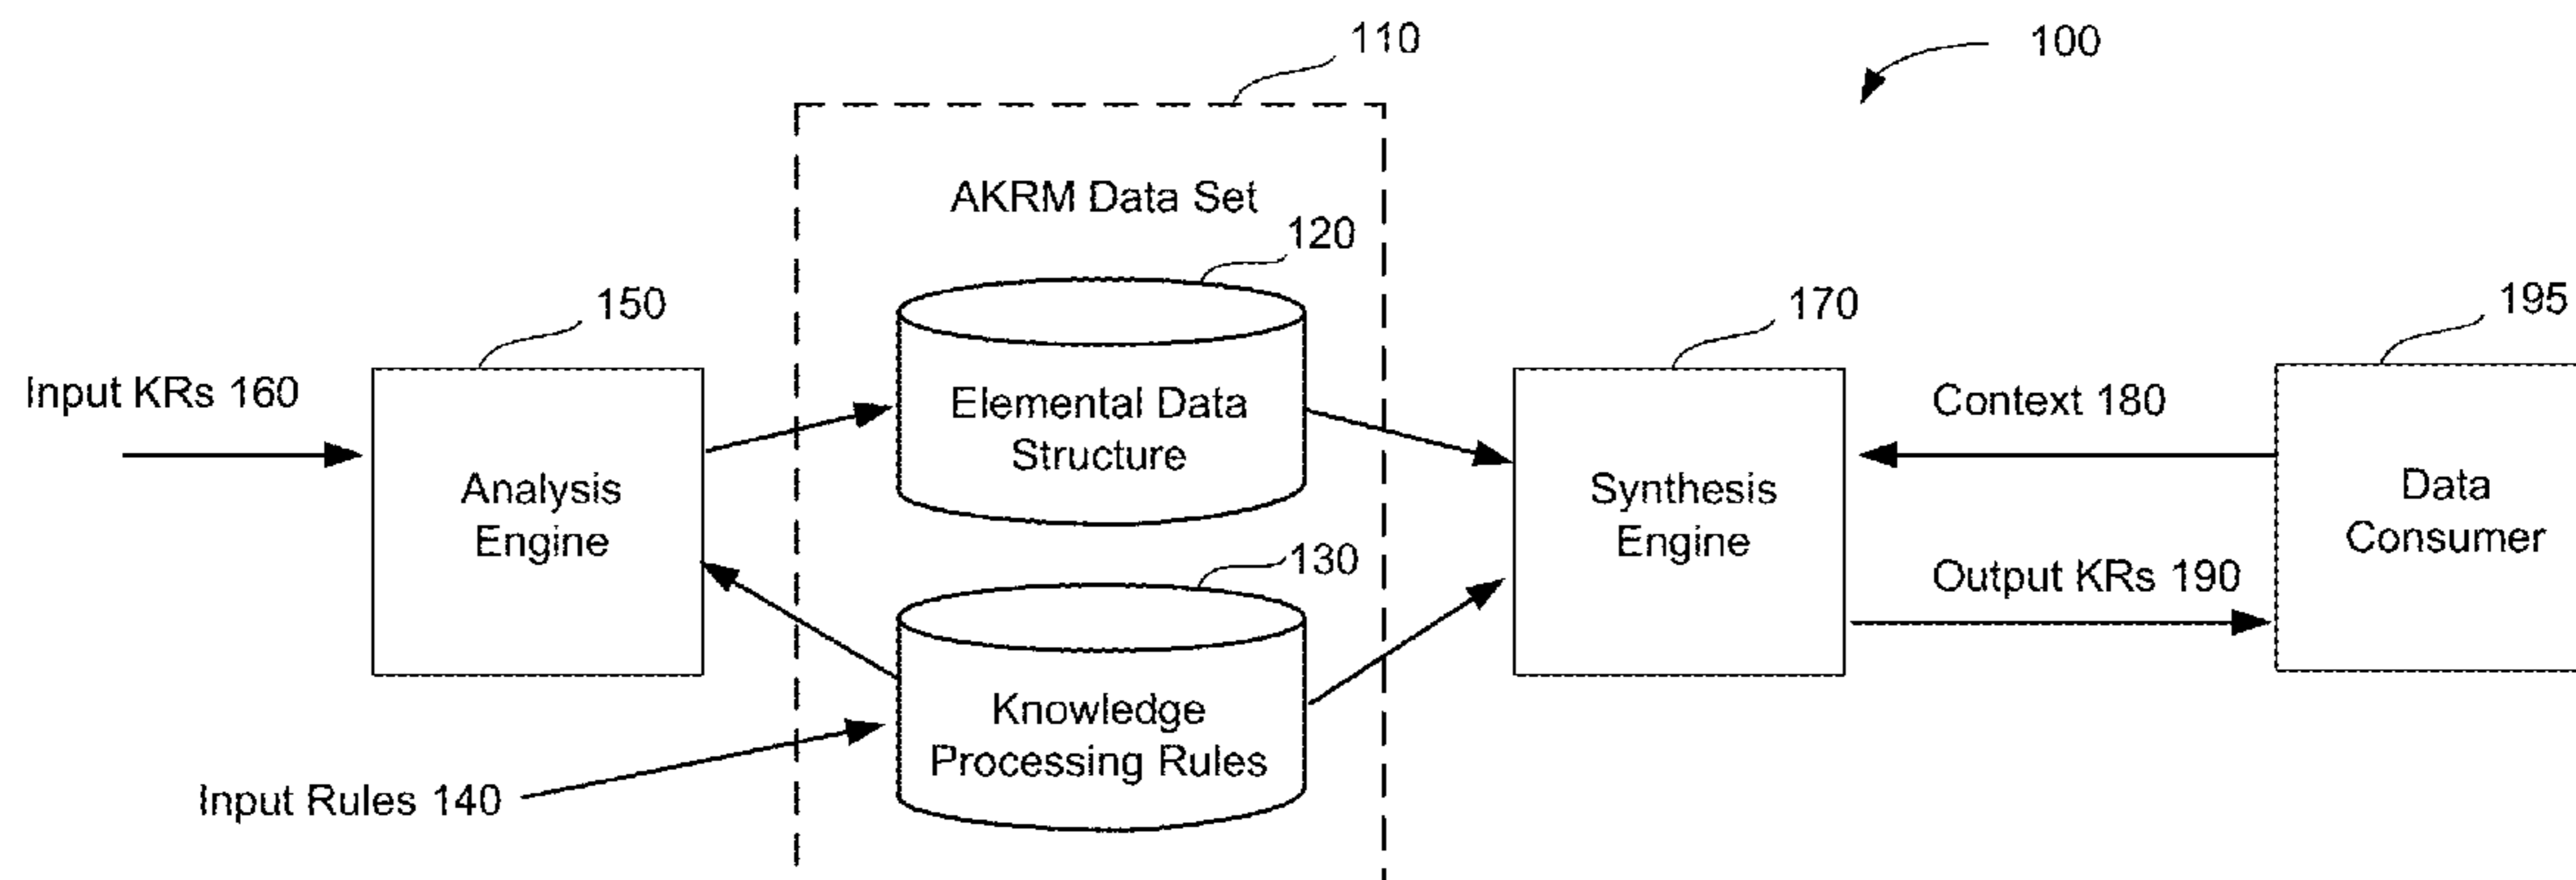 110
100
AKRM Data Set
120
150
170
195
Input KRs 160
Elemental Data
Structure
Context 180
Analysis
Engine
Synthesis
Engine
Data
Consumer
130
Output KRs 190
Knowledge
Processing Rules
Input Rules 140